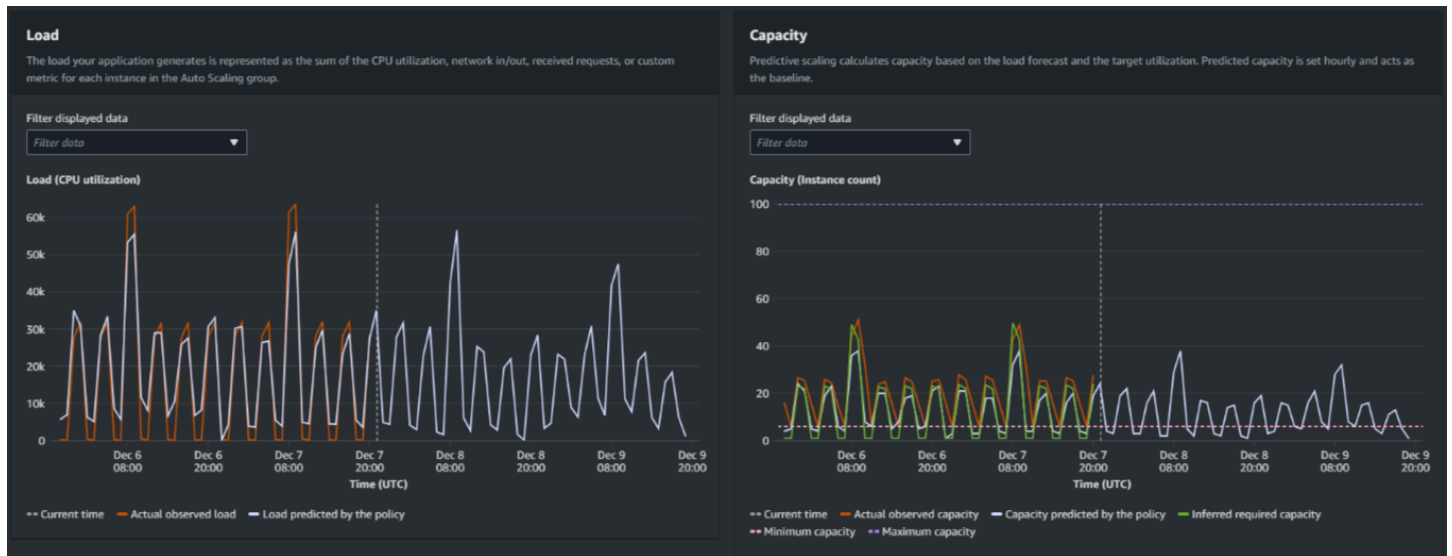 Load
The load your application generates is represented as the sum of the CPU utilization, network in/out, received requests, or custom
metric for each instance in the Auto Scaling group.
Filter displayed data
Filter data
Load (CPU utilization)
60k
50k
40k
30k
20k
10k
0
Dec 6 Dec 6 Dec 7 Dec 7 Dec 8 Dec 8 Dec 9 Dec 9
08:00 20:00 08:00 20:00 08:00 20:00 08:00 20:00
Time (UTC)
Current time Actual observed load Load predicted by the policy
Capacity
Predictive scaling calculates capacity based on the load forecast and the target utilization. Predicted capacity is set hourly and acts as
the baseline.
Filter displayed data
Filter data
Capacity (Instance count)
100
80
60
40
20
0
Dec 6 Dec 6 Dec 7 Dec 7 Dec 8 Dec 8 Dec 9 Dec 9
08:00 20:00 08:00 20:00 08:00 20:00 08:00 20:00
Time (UTC)
Current time Actual observed capacity Capacity predicted by the policy Inferred required capacity
Minimum capacity Maximum capacity